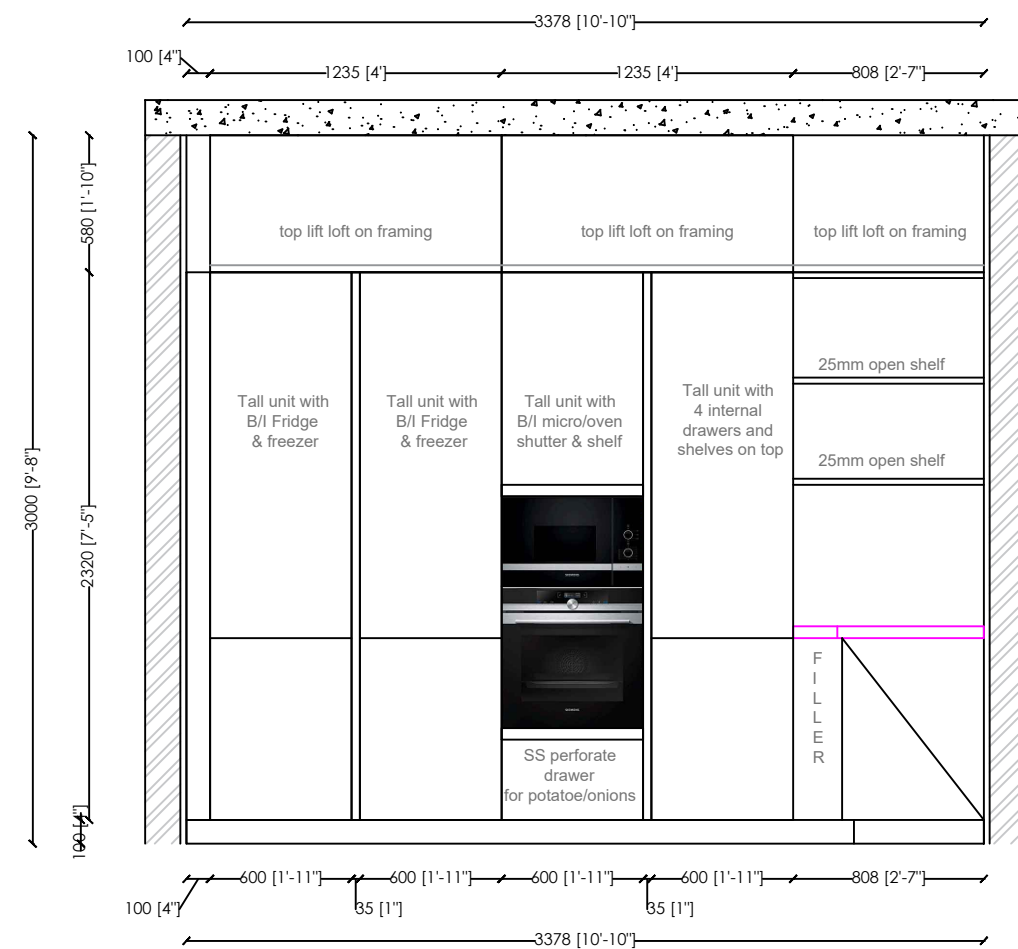 3378 [10'-10"]
100 [4"]
1235 [4']
1235 [4']
808 [2'-7"]
580 [1'-10"]
3000 [9'-8"]
2320 [7'-5"]
100 [4"]
top lift loft on framing
top lift loft on framing
top lift loft on framing
Tall unit with
B/I Fridge
& freezer
Tall unit with
B/I Fridge
& freezer
Tall unit with
B/I micro/oven
shutter & shelf
Tall unit with
4 internal
drawers and
shelves on top
25mm open shelf
25mm open shelf
F
I
L
L
E
R
SS perforate
drawer
for potatoe/onions
600 [1'-11"]
600 [1'-11"]
600 [1'-11"]
600 [1'-11"]
808 [2'-7"]
100 [4"]
35 [1"]
35 [1"]
3378 [10'-10"]